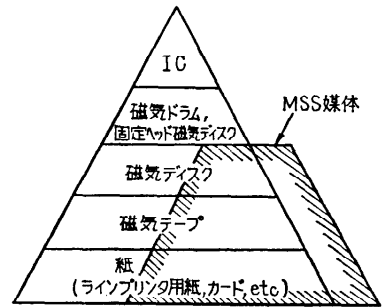 IC
MSS媒体
磁気ドラム,
固定ヘッド磁気ディスク
磁気ディスク
磁気テープ
紙
(ラインプリンタ用紙,カード,etc)